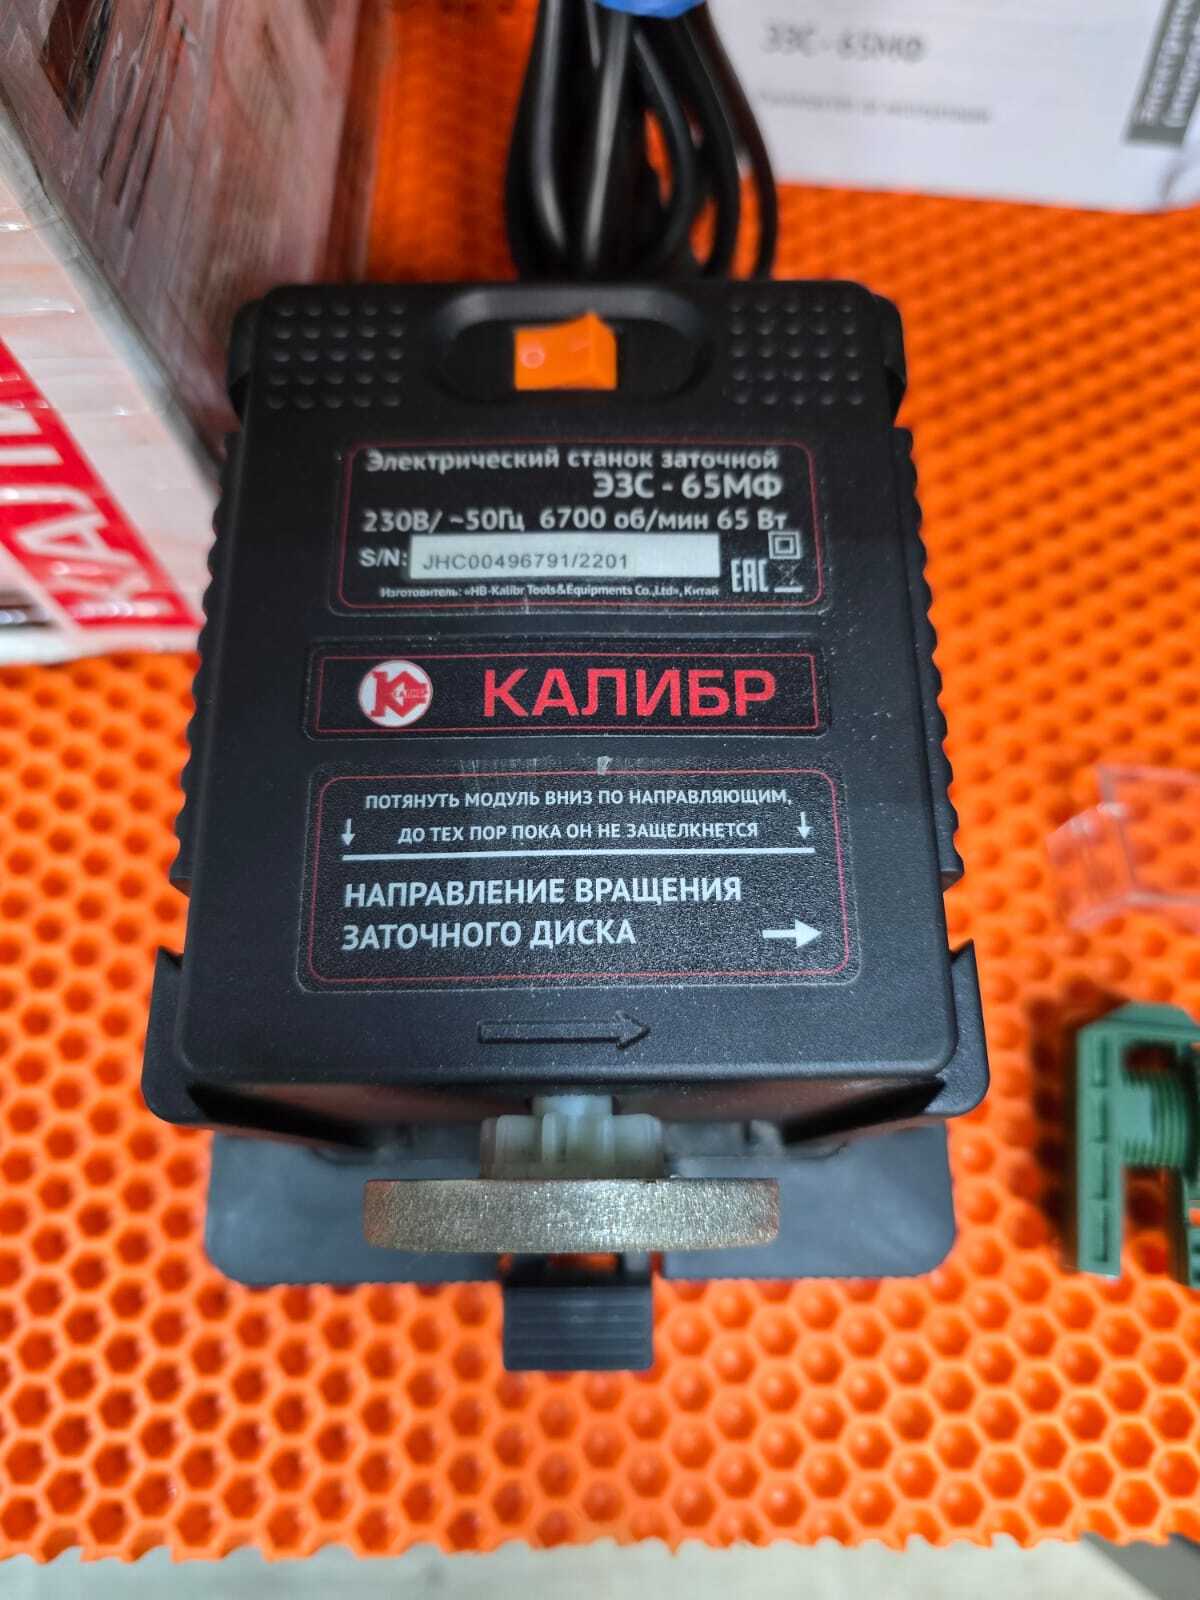 ЭЗС - 65МФ
КАЛИБ
Электрический станок заточной
ЭЗС - 65МФ
230В/ ~50Гц 6700 об/мин 65 Вт
S/N: JHC00496791/2201
EAC
Изготовитель: «HB-Kalibr Tools&Equipments Co.,Ltd», Китай
КАЛИБР
ПОТЯНУТЬ МОДУЛЬ ВНИЗ ПО НАПРАВЛЯЮЩИМ,
ДО ТЕХ ПОР ПОКА ОН НЕ ЗАЩЕЛКНЕТСЯ
НАПРАВЛЕНИЕ ВРАЩЕНИЯ
ЗАТОЧНОГО ДИСКА